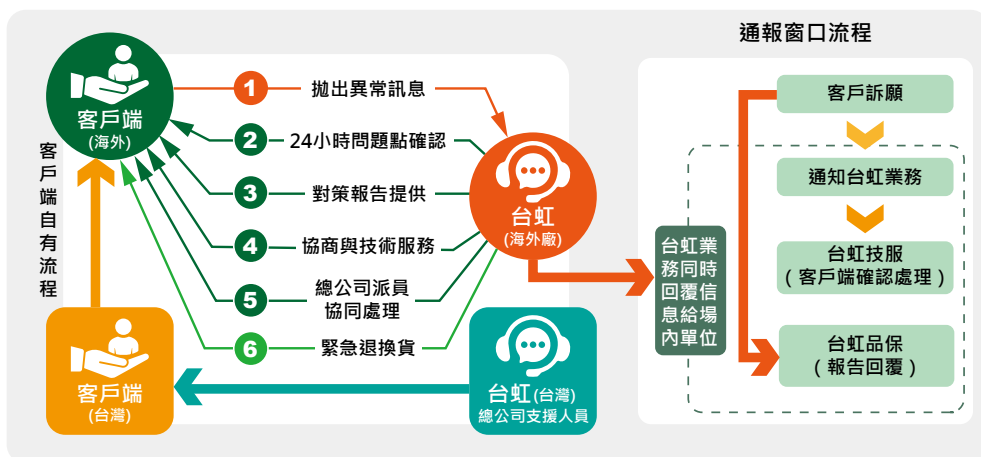 通報窗口流程
客戶端
(海外)
客戶端自有流程
1
拋出異常訊息
2
24小時問題點確認
3
對策報告提供
4
協商與技術服務
5
總公司派員
協同處理
6
緊急退換貨
台虹
(海外廠)
客戶端
(台灣)
台虹(台灣)
總公司支援人員
台虹業
務同時
回覆信
息給場
內單位
客戶訴願
通知台虹業務
台虹技服
(客戶端確認處理)
台虹品保
(報告回覆)